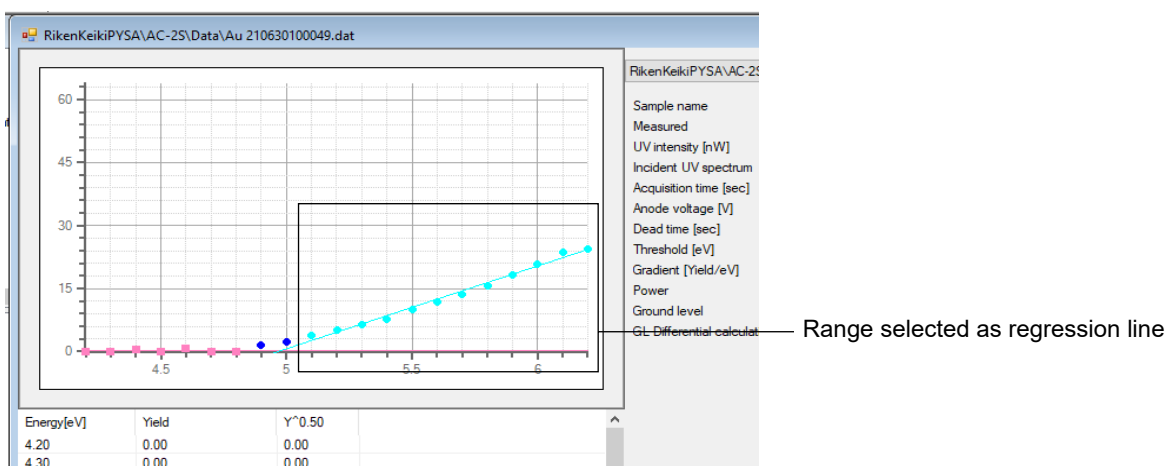 RikenKeikiPYSA\AC-2S\Data\Au 210630100049.dat
RikenKeikiPYSA\AC-2S
60
45
30
15
0
4.5
5
5.5
6
Sample name
Measured
UV intensity [nW]
Incident UV spectrum
Acquisition time [sec]
Anode voltage [V]
Dead time [sec]
Threshold [eV]
Gradient [Yield/eV]
Power
Ground level
GL Differential calculat
Range selected as regression line
Energy[eV] Yield Y^0.50
4.20 0.00 0.00
4.30 0.00 0.00